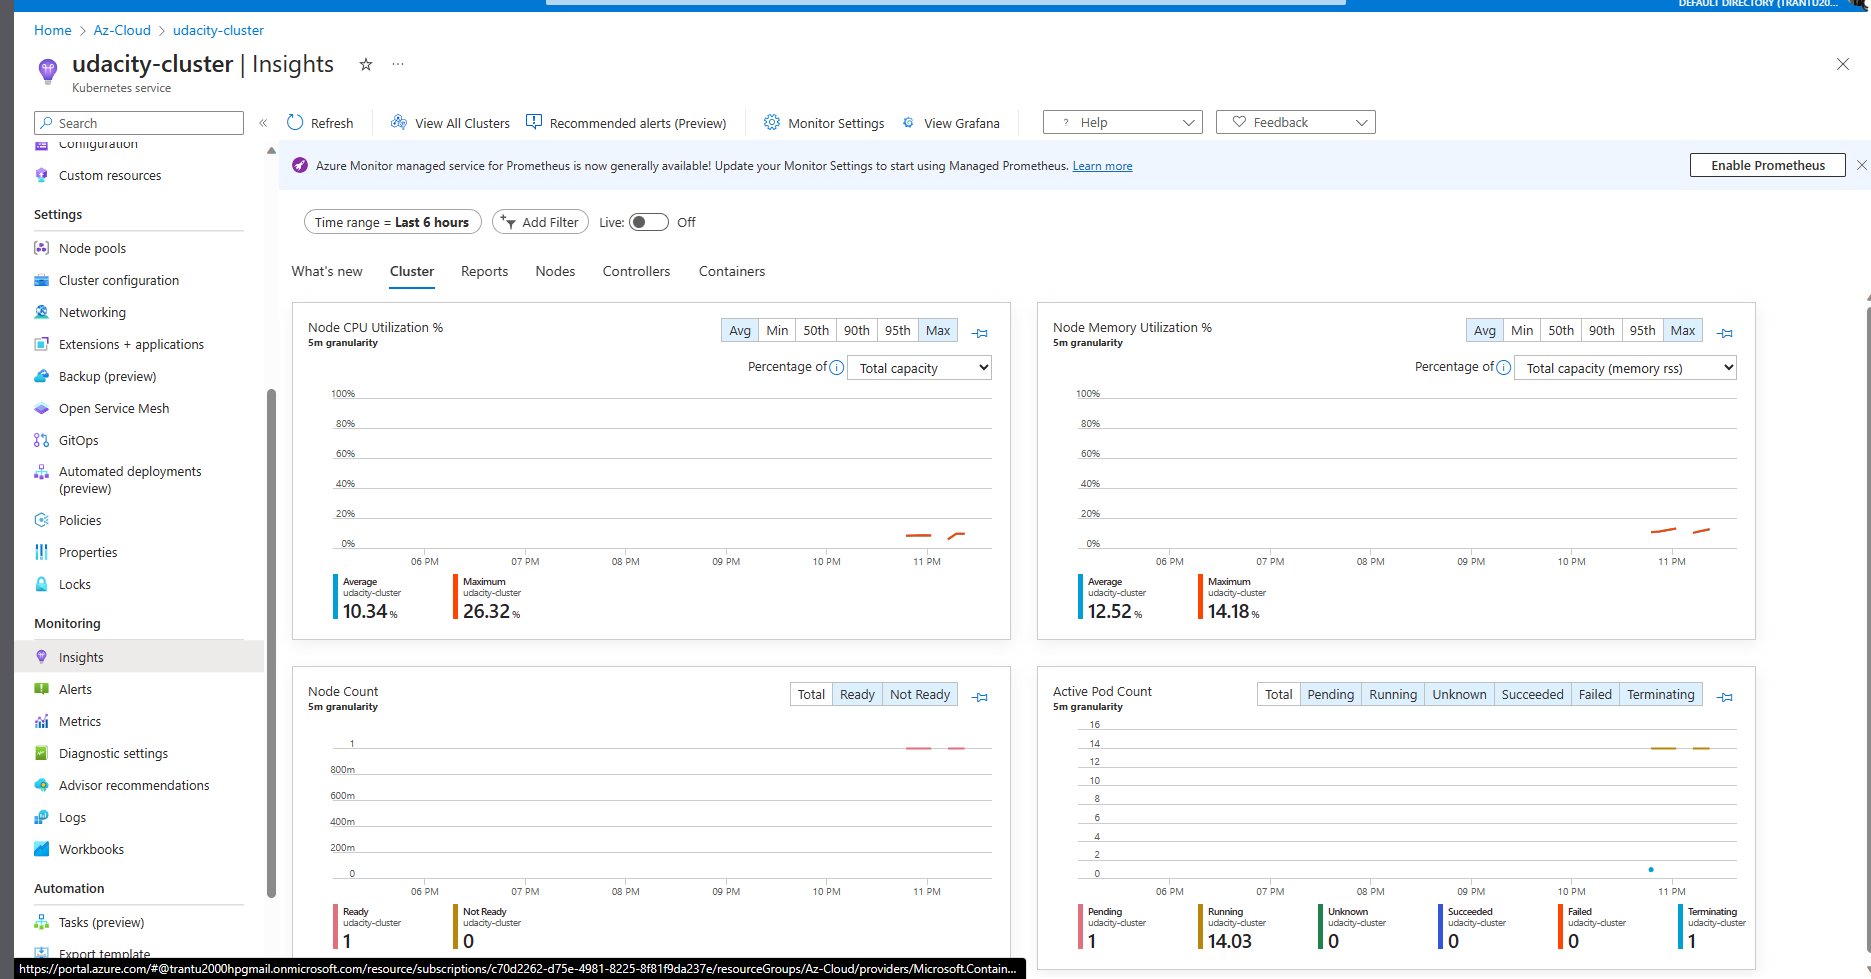 DEFAULT DIRECTORY (TRANTU20...
Home > Az-Cloud > udacity-cluster
udacity-cluster | Insights
Kubernetes service
Search
Refresh
View All Clusters
Recommended alerts (Preview)
Monitor Settings
View Grafana
? Help
Feedback
Configuration
Custom resources
Settings
Node pools
Cluster configuration
Networking
Extensions + applications
Backup (preview)
Open Service Mesh
GitOps
Automated deployments
(preview)
Policies
Properties
Locks
Monitoring
Insights
Alerts
Metrics
Diagnostic settings
Advisor recommendations
Logs
Workbooks
Automation
Tasks (preview)
Export template
Azure Monitor managed service for Prometheus is now generally available! Update your Monitor Settings to start using Managed Prometheus. Learn more
Enable Prometheus
Time range = Last 6 hours
Add Filter
Live:
Off
What's new
Cluster
Reports
Nodes
Controllers
Containers
Node CPU Utilization %
5m granularity
Avg Min 50th 90th 95th Max
Percentage of
Total capacity
100%
80%
60%
40%
20%
0%
06 PM 07 PM 08 PM 09 PM 10 PM 11 PM
Average
udacity-cluster
10.34 %
Maximum
udacity-cluster
26.32 %
Node Memory Utilization %
5m granularity
Avg Min 50th 90th 95th Max
Percentage of
Total capacity (memory rss)
100%
80%
60%
40%
20%
0%
06 PM 07 PM 08 PM 09 PM 10 PM 11 PM
Average
udacity-cluster
12.52 %
Maximum
udacity-cluster
14.18 %
Node Count
5m granularity
Total Ready Not Ready
1
800m
600m
400m
200m
0
06 PM 07 PM 08 PM 09 PM 10 PM 11 PM
Ready
udacity-cluster
1
Not Ready
udacity-cluster
0
Active Pod Count
5m granularity
Total Pending Running Unknown Succeeded Failed Terminating
16
14
12
10
8
6
4
2
0
06 PM 07 PM 08 PM 09 PM 10 PM 11 PM
Pending
udacity-cluster
1
Running
udacity-cluster
14.03
Unknown
udacity-cluster
0
Succeeded
udacity-cluster
0
Failed
udacity-cluster
0
Terminating
udacity-cluster
1
https://portal.azure.com/#@trantu2000hpgmail.onmicrosoft.com/resource/subscriptions/c70d2262-d75e-4981-8225-8f81f9da237e/resourceGroups/Az-Cloud/providers/Microsoft.Contain...